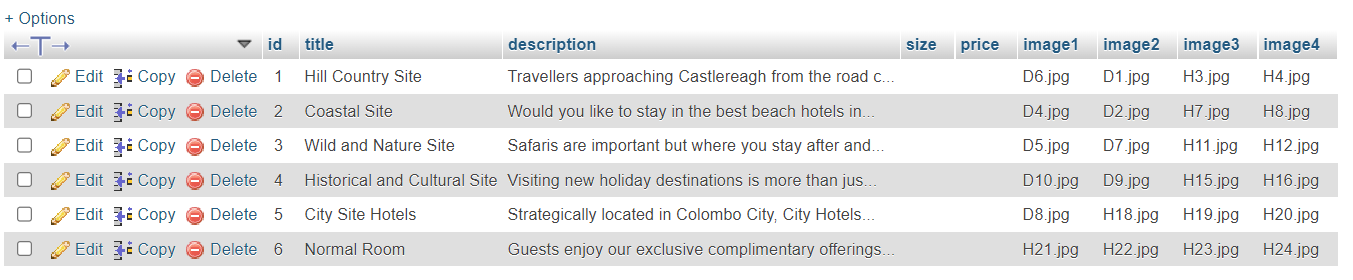 + Options
←T→ id title description size price image1 image2 image3 image4
Edit Copy Delete 1 Hill Country Site Travellers approaching Castlereagh from the road c... D6.jpg D1.jpg H3.jpg H4.jpg
Edit Copy Delete 2 Coastal Site Would you like to stay in the best beach hotels in... D4.jpg D2.jpg H7.jpg H8.jpg
Edit Copy Delete 3 Wild and Nature Site Safaris are important but where you stay after and... D5.jpg D7.jpg H11.jpg H12.jpg
Edit Copy Delete 4 Historical and Cultural Site Visiting new holiday destinations is more than jus... D10.jpg D9.jpg H15.jpg H16.jpg
Edit Copy Delete 5 City Site Hotels Strategically located in Colombo City, City Hotels... D8.jpg H18.jpg H19.jpg H20.jpg
Edit Copy Delete 6 Normal Room Guests enjoy our exclusive complimentary offerings... H21.jpg H22.jpg H23.jpg H24.jpg